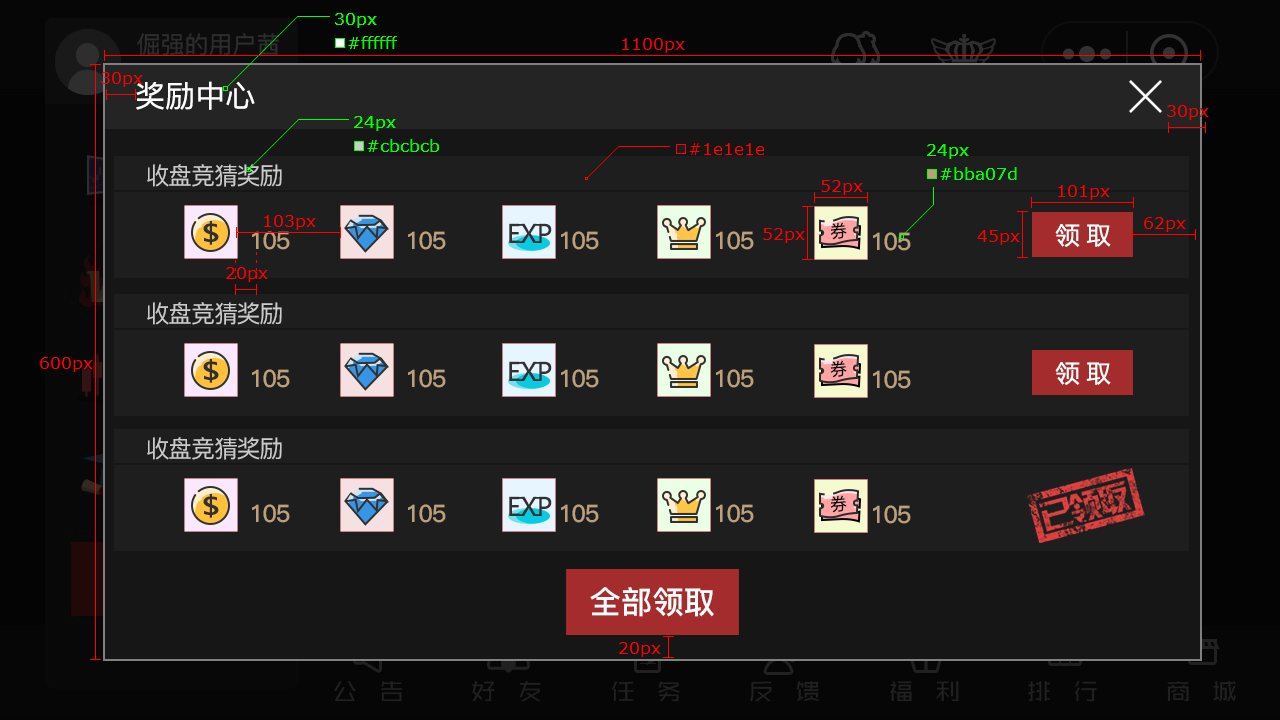 30px
倔强的用户茜
#ffffff
1100px
30px
奖励中心
30px
24px
#cbcbcb
#1e1e1e
24px
#bba07d
收盘竞猜奖励
52px
101px
103px
$ 105
105
EXP 105
105
52px
券 105
45px
领取
62px
20px
收盘竞猜奖励
600px
$ 105
105
EXP 105
105
券 105
领取
收盘竞猜奖励
$ 105
105
EXP 105
105
券 105
已领取
全部领取
20px
公告
好友
任务
反馈
福利
排行
商城